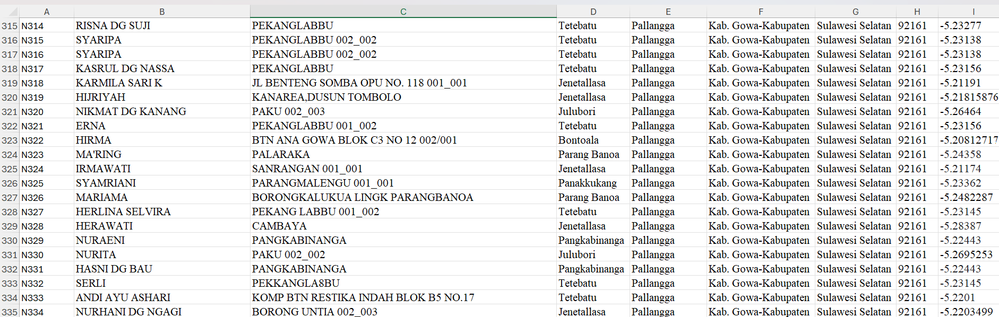 A B C D E F G H I
315 N314 RISNA DG SUJI PEKANGLABBU Tetebatu Pallangga Kab. Gowa-Kabupaten Sulawesi Selatan 92161 -5.23277
316 N315 SYARIPA PEKANGLABBU 002_002 Tetebatu Pallangga Kab. Gowa-Kabupaten Sulawesi Selatan 92161 -5.23138
317 N316 SYARIPA PEKANGLABBU 002_002 Tetebatu Pallangga Kab. Gowa-Kabupaten Sulawesi Selatan 92161 -5.23138
318 N317 KASRUL DG NASSA PEKANGLABBU Tetebatu Pallangga Kab. Gowa-Kabupaten Sulawesi Selatan 92161 -5.23156
319 N318 KARMILA SARI K JL BENTENG SOMBA OPU NO. 118 001_001 Jenetallasa Pallangga Kab. Gowa-Kabupaten Sulawesi Selatan 92161 -5.21191
320 N319 HIJRIYAH KANAREA,DUSUN TOMBOLO Jenetallasa Pallangga Kab. Gowa-Kabupaten Sulawesi Selatan 92161 -5.21815876
321 N320 NIKMAT DG KANANG PAKU 002_003 Julubori Pallangga Kab. Gowa-Kabupaten Sulawesi Selatan 92161 -5.26464
322 N321 ERNA PEKANGLABBU 001_002 Tetebatu Pallangga Kab. Gowa-Kabupaten Sulawesi Selatan 92161 -5.23156
323 N322 HIRMA BTN ANA GOWA BLOK C3 NO 12 002/001 Bontoala Pallangga Kab. Gowa-Kabupaten Sulawesi Selatan 92161 -5.20812717
324 N323 MA'RING PALARAKA Parang Banoa Pallangga Kab. Gowa-Kabupaten Sulawesi Selatan 92161 -5.24358
325 N324 IRMAWATI SANRANGAN 001_001 Jenetallasa Pallangga Kab. Gowa-Kabupaten Sulawesi Selatan 92161 -5.21174
326 N325 SYAMRIANI PARANGMALENGU 001_001 Panakkukang Pallangga Kab. Gowa-Kabupaten Sulawesi Selatan 92161 -5.23362
327 N326 MARIAMA BORONGKALUKUA LINGK PARANGBANOA Parang Banoa Pallangga Kab. Gowa-Kabupaten Sulawesi Selatan 92161 -5.2482287
328 N327 HERLINA SELVIRA PEKANG LABBU 001_002 Tetebatu Pallangga Kab. Gowa-Kabupaten Sulawesi Selatan 92161 -5.23145
329 N328 HERAWATI CAMBAYA Jenetallasa Pallangga Kab. Gowa-Kabupaten Sulawesi Selatan 92161 -5.28387
330 N329 NURAENI PANGKABINANGA Pangkabinanga Pallangga Kab. Gowa-Kabupaten Sulawesi Selatan 92161 -5.22443
331 N330 NURITA PAKU 002_002 Julubori Pallangga Kab. Gowa-Kabupaten Sulawesi Selatan 92161 -5.2695253
332 N331 HASNI DG BAU PANGKABINANGA Pangkabinanga Pallangga Kab. Gowa-Kabupaten Sulawesi Selatan 92161 -5.22443
333 N332 SERLI PEKKANGLA8BU Tetebatu Pallangga Kab. Gowa-Kabupaten Sulawesi Selatan 92161 -5.23145
334 N333 ANDI AYU ASHARI KOMP BTN RESTIKA INDAH BLOK B5 NO.17 Tetebatu Pallangga Kab. Gowa-Kabupaten Sulawesi Selatan 92161 -5.2201
335 N334 NURHANI DG NGAGI BORONG UNTIA 002_003 Jenetallasa Pallangga Kab. Gowa-Kabupaten Sulawesi Selatan 92161 -5.2203499